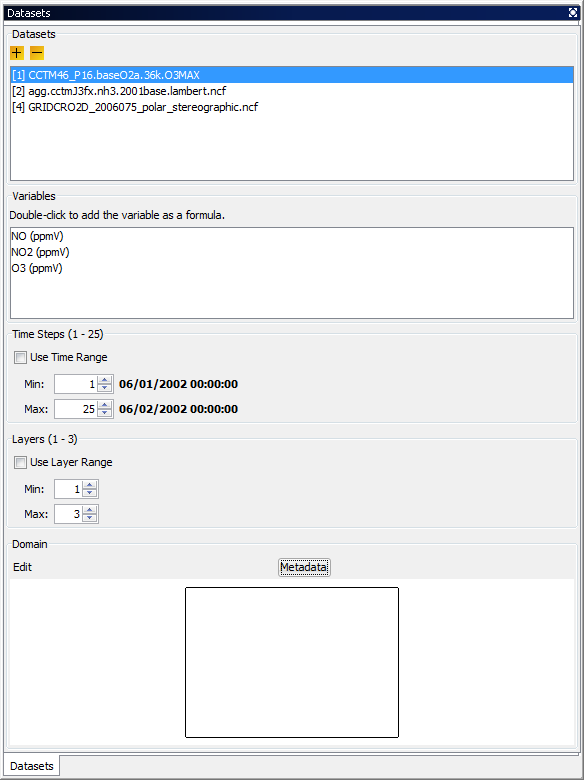 Datasets
Datasets
[1] CCTM46_P16.baseO2a.36k.O3MAX
[2] agg.cctmJ3fx.nh3.2001base.lambert.ncf
[4] GRIDCRO2D_2006075_polar_stereographic.ncf
Variables
Double-click to add the variable as a formula.
NO (ppmV)
NO2 (ppmV)
O3 (ppmV)
Time Steps (1 - 25)
Use Time Range
Min: 1 06/01/2002 00:00:00
Max: 25 06/02/2002 00:00:00
Layers (1 - 3)
Use Layer Range
Min: 1
Max: 3
Domain
Edit Metadata
Datasets